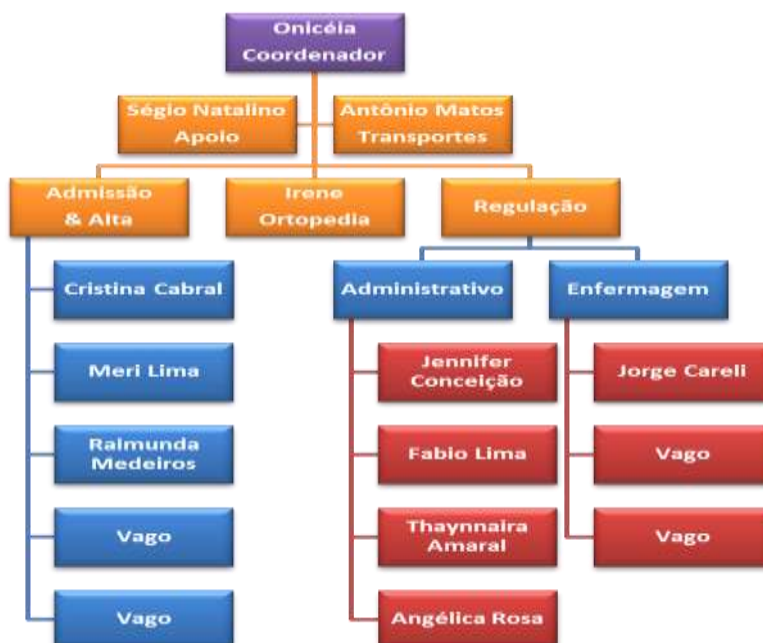 Onicéia
Coordenador
Ségio Natalino
Apoio
Antônio Matos
Transportes
Admissão
& Alta
Irene
Ortopedia
Regulação
Cristina Cabral
Meri Lima
Raimunda
Medeiros
Vago
Vago
Administrativo
Enfermagem
Jennifer
Conceição
Fabio Lima
Thaynnaira
Amaral
Angélica Rosa
Jorge Careli
Vago
Vago